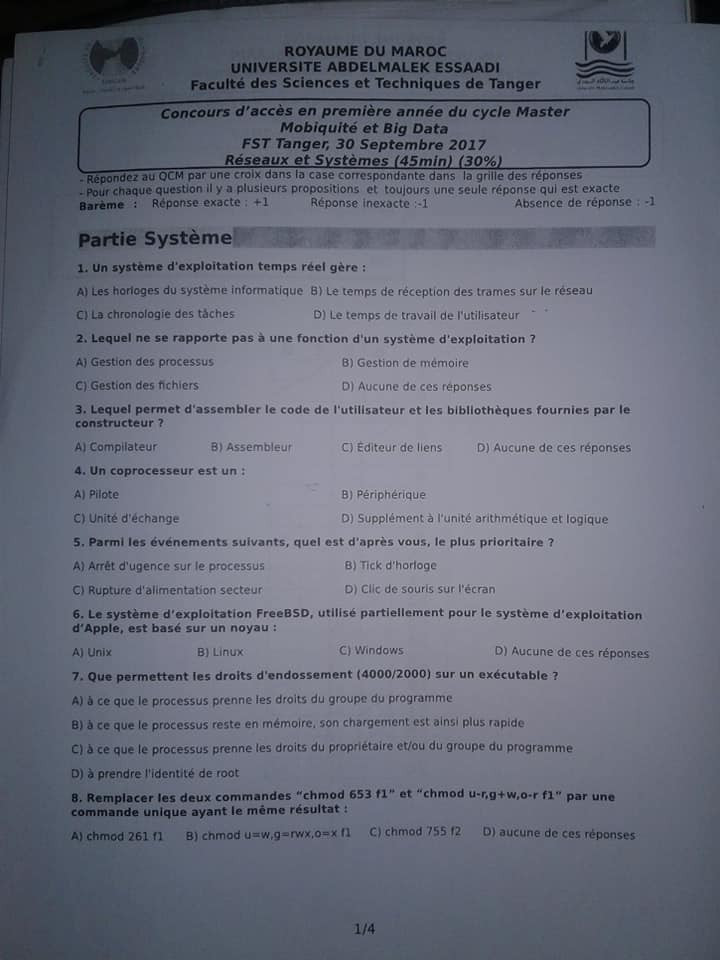 ROYAUME DU MAROC
UNIVERSITE ABDELMALEK ESSAADI
Faculté des Sciences et Techniques de Tanger
Concours d'accès en première année du cycle Master
Mobiquité et Big Data
FST Tanger, 30 Septembre 2017
Réseaux et Systèmes (45min) (30%)
- Répondez au QCM par une croix dans la case correspondante dans la grille des réponses
- Pour chaque question il y a plusieurs propositions et toujours une seule réponse qui est exacte
Barème : Réponse exacte : +1 Réponse inexacte :-1 Absence de réponse : -1
Partie Système
1. Un système d'exploitation temps réel gère :
A) Les horloges du système informatique B) Le temps de réception des trames sur le réseau
C) La chronologie des tâches D) Le temps de travail de l'utilisateur
2. Lequel ne se rapporte pas à une fonction d'un système d'exploitation ?
A) Gestion des processus B) Gestion de mémoire
C) Gestion des fichiers D) Aucune de ces réponses
3. Lequel permet d'assembler le code de l'utilisateur et les bibliothèques fournies par le
constructeur ?
A) Compilateur B) Assembleur C) Éditeur de liens D) Aucune de ces réponses
4. Un coprocesseur est un :
A) Pilote B) Périphérique
C) Unité d'échange D) Supplément à l'unité arithmétique et logique
5. Parmi les événements suivants, quel est d'après vous, le plus prioritaire ?
A) Arrêt d'ugence sur le processus B) Tick d'horloge
C) Rupture d'alimentation secteur D) Clic de souris sur l'écran
6. Le système d'exploitation FreeBSD, utilisé partiellement pour le système d'exploitation
d'Apple, est basé sur un noyau :
A) Unix B) Linux C) Windows D) Aucune de ces réponses
7. Que permettent les droits d'endossement (4000/2000) sur un exécutable ?
A) à ce que le processus prenne les droits du groupe du programme
B) à ce que le processus reste en mémoire, son chargement est ainsi plus rapide
C) à ce que le processus prenne les droits du propriétaire et/ou du groupe du programme
D) à prendre l'identité de root
8. Remplacer les deux commandes "chmod 653 f1" et "chmod u-r,g+w,o-r f1" par une
commande unique ayant le même résultat :
A) chmod 261 f1 B) chmod u=w,g=rwx,o=x f1 C) chmod 755 f2 D) aucune de ces réponses
1/4